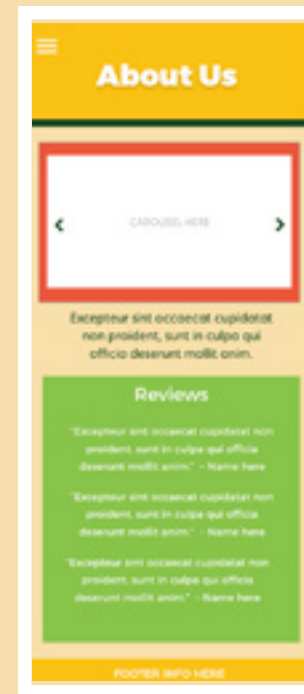 About Us
CAROUSEL HERE
Excepteur sint occaecat cupidatat
non proident, sunt in culpa qui
officia deserunt mollit anim.
Reviews
"Excepteur sint occaecat cupidatat non
proident, sunt in culpa qui officia
deserunt mollit anim." - Name here
"Excepteur sint occaecat cupidatat non
proident, sunt in culpa qui officia
deserunt mollit anim." - Name here
"Excepteur sint occaecat cupidatat non
proident, sunt in culpa qui officia
deserunt mollit anim." - Name here
FOOTER INFO HERE